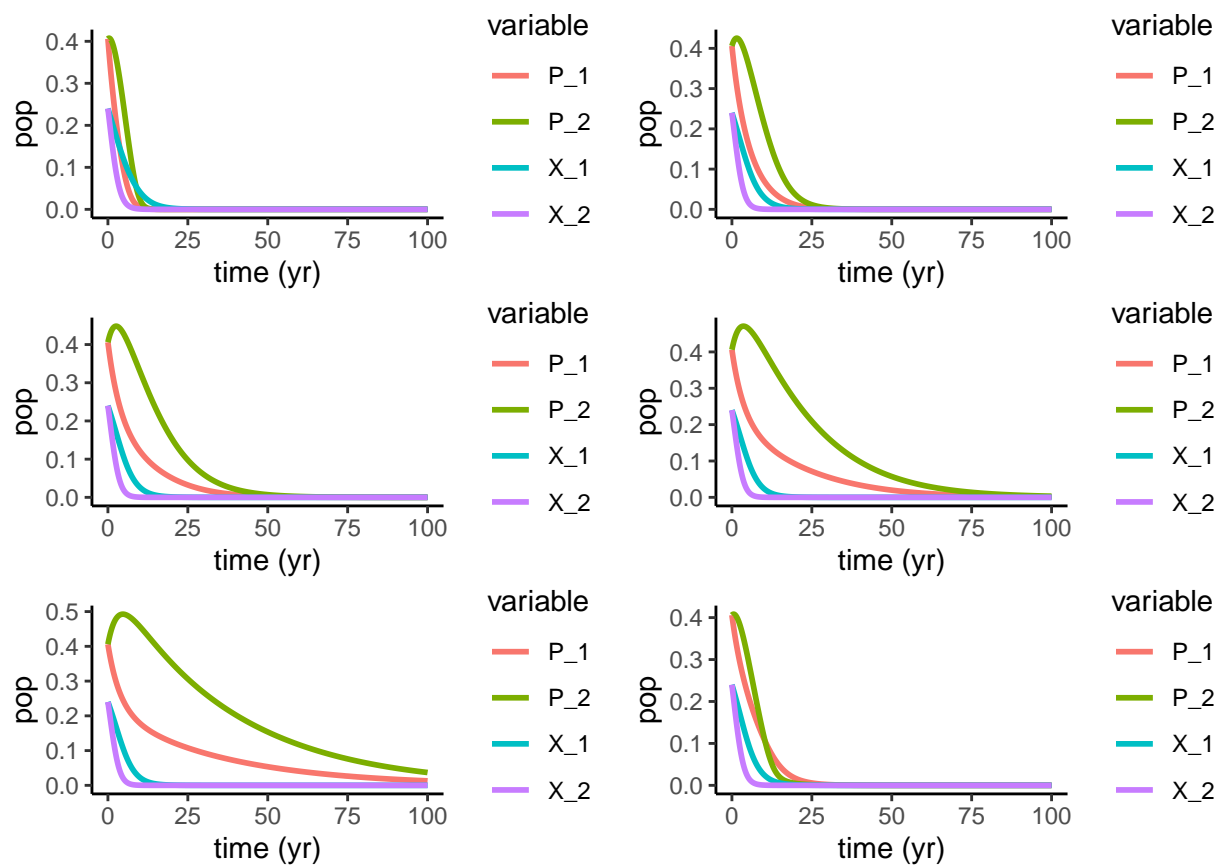 variable
P_1
P_2
X_1
X_2
pop
0.4
0.3
0.2
0.1
0.0
0 25 50 75 100
time (yr)
variable
P_1
P_2
X_1
X_2
pop
0.4
0.3
0.2
0.1
0.0
0 25 50 75 100
time (yr)
variable
P_1
P_2
X_1
X_2
pop
0.4
0.3
0.2
0.1
0.0
0 25 50 75 100
time (yr)
variable
P_1
P_2
X_1
X_2
pop
0.4
0.3
0.2
0.1
0.0
0 25 50 75 100
time (yr)
variable
P_1
P_2
X_1
X_2
pop
0.5
0.4
0.3
0.2
0.1
0.0
0 25 50 75 100
time (yr)
variable
P_1
P_2
X_1
X_2
pop
0.4
0.3
0.2
0.1
0.0
0 25 50 75 100
time (yr)